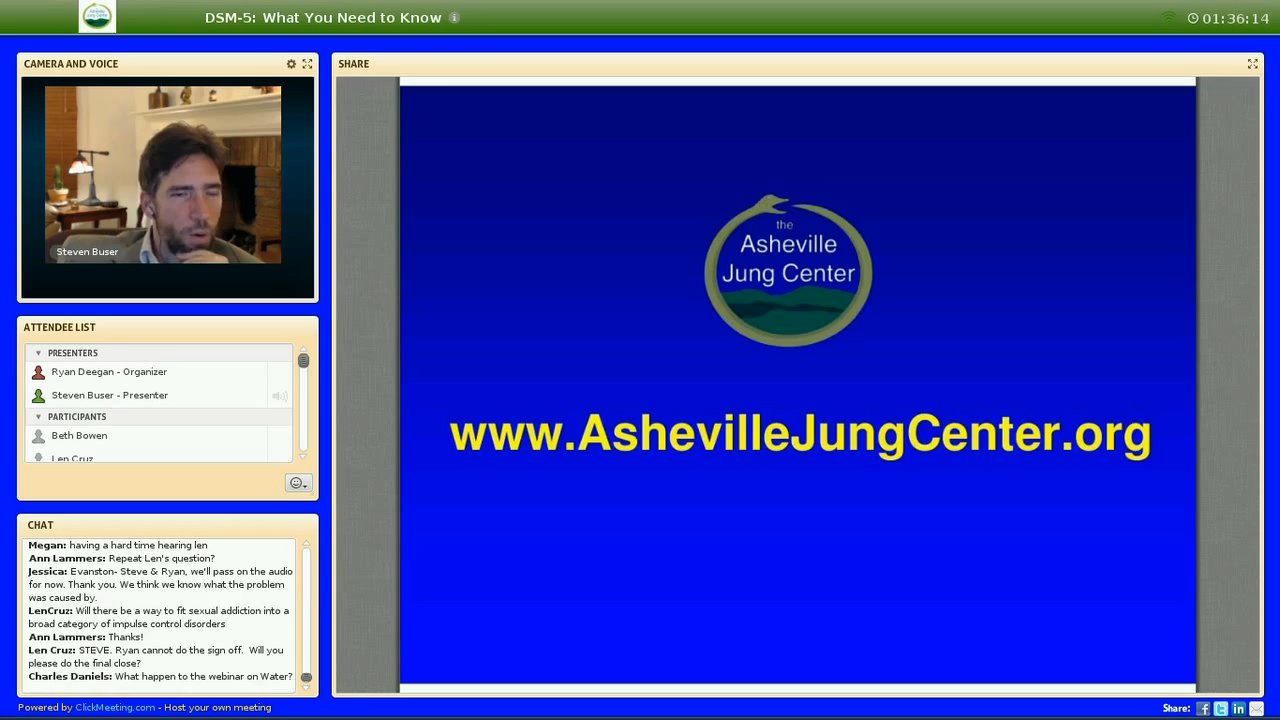 DSM-5: What You Need to Know
01:36:14
CAMERA AND VOICE
Steven Buser
ATTENDEE LIST
PRESENTERS
Ryan Deegan - Organizer
Steven Buser - Presenter
PARTICIPANTS
Beth Bowen
Len Cruz
CHAT
Megan: having a hard time hearing len
Ann Lammers: Repeat Len's question?
Jessica: Evanston- Steve & Ryan, we'll pass on the audio
for now. Thank you. We think we know what the problem
was caused by.
LenCruz: Will there be a way to fit sexual addiction into a
broad category of impulse control disorders
Ann Lammers: Thanks!
Len Cruz: STEVE. Ryan cannot do the sign off.  Will you
please do the final close?
Charles Daniels: What happen to the webinar on Water?
SHARE
the
Asheville
Jung Center
www.AshevilleJungCenter.org
Powered by ClickMeeting.com - Host your own meeting
Share: